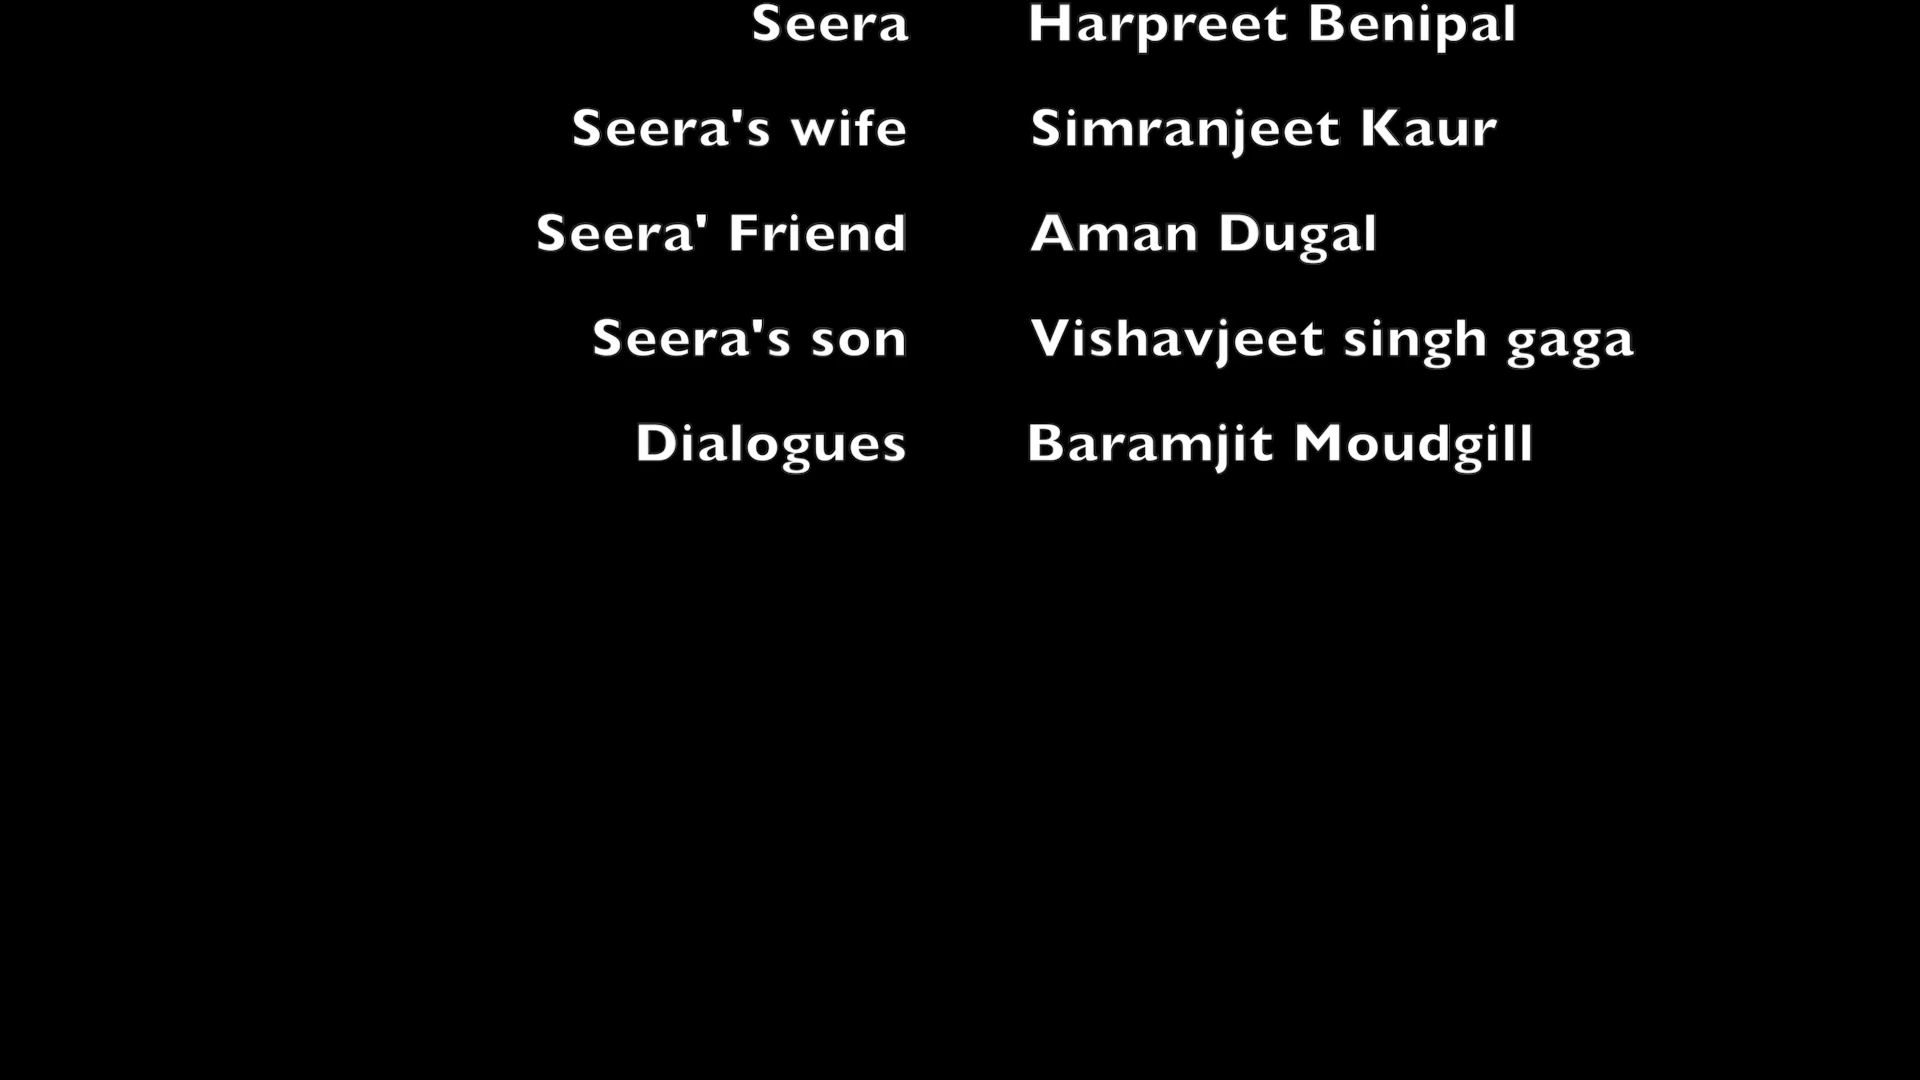 Seera Harpreet Benipal
Seera's wife Simranjeet Kaur
Seera' Friend Aman Dugal
Seera's son Vishavjeet singh gaga
Dialogues Baramjit Moudgill